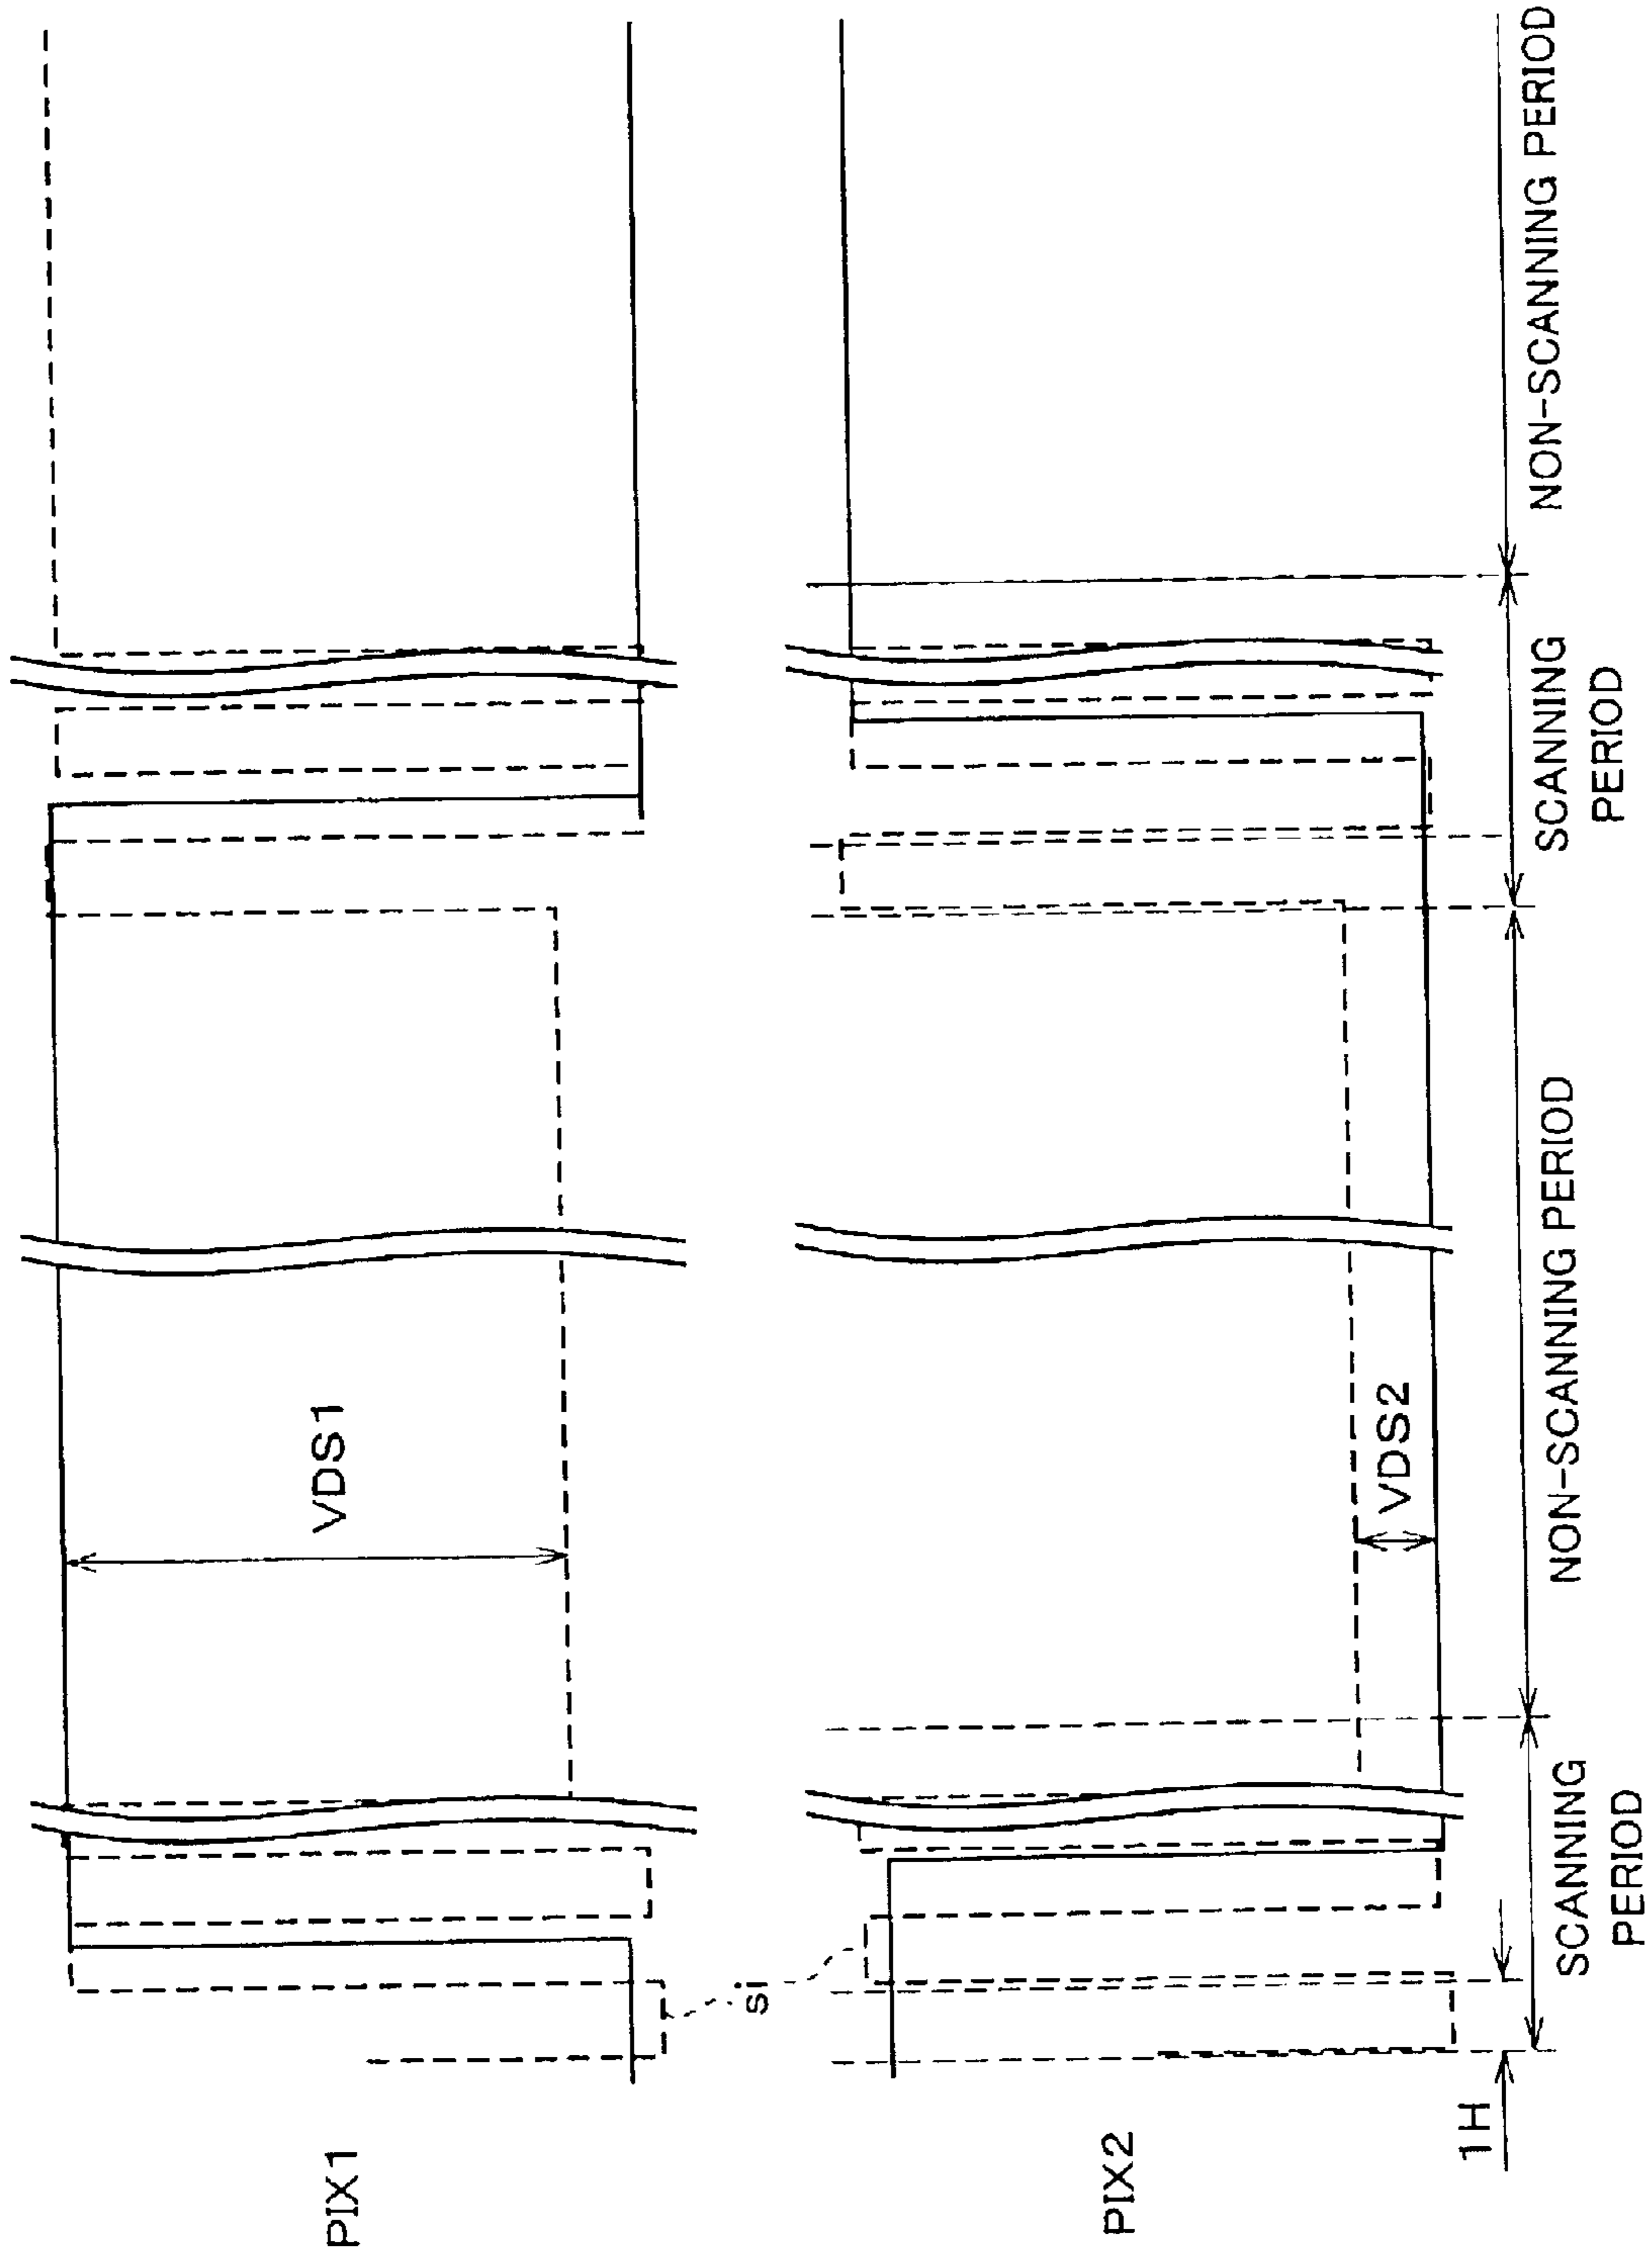 PIX1
VDS1
si
PIX2
VDS2
1H
SCANNING
PERIOD
NON-SCANNING PERIOD
SCANNING
PERIOD
NON-SCANNING PERIOD